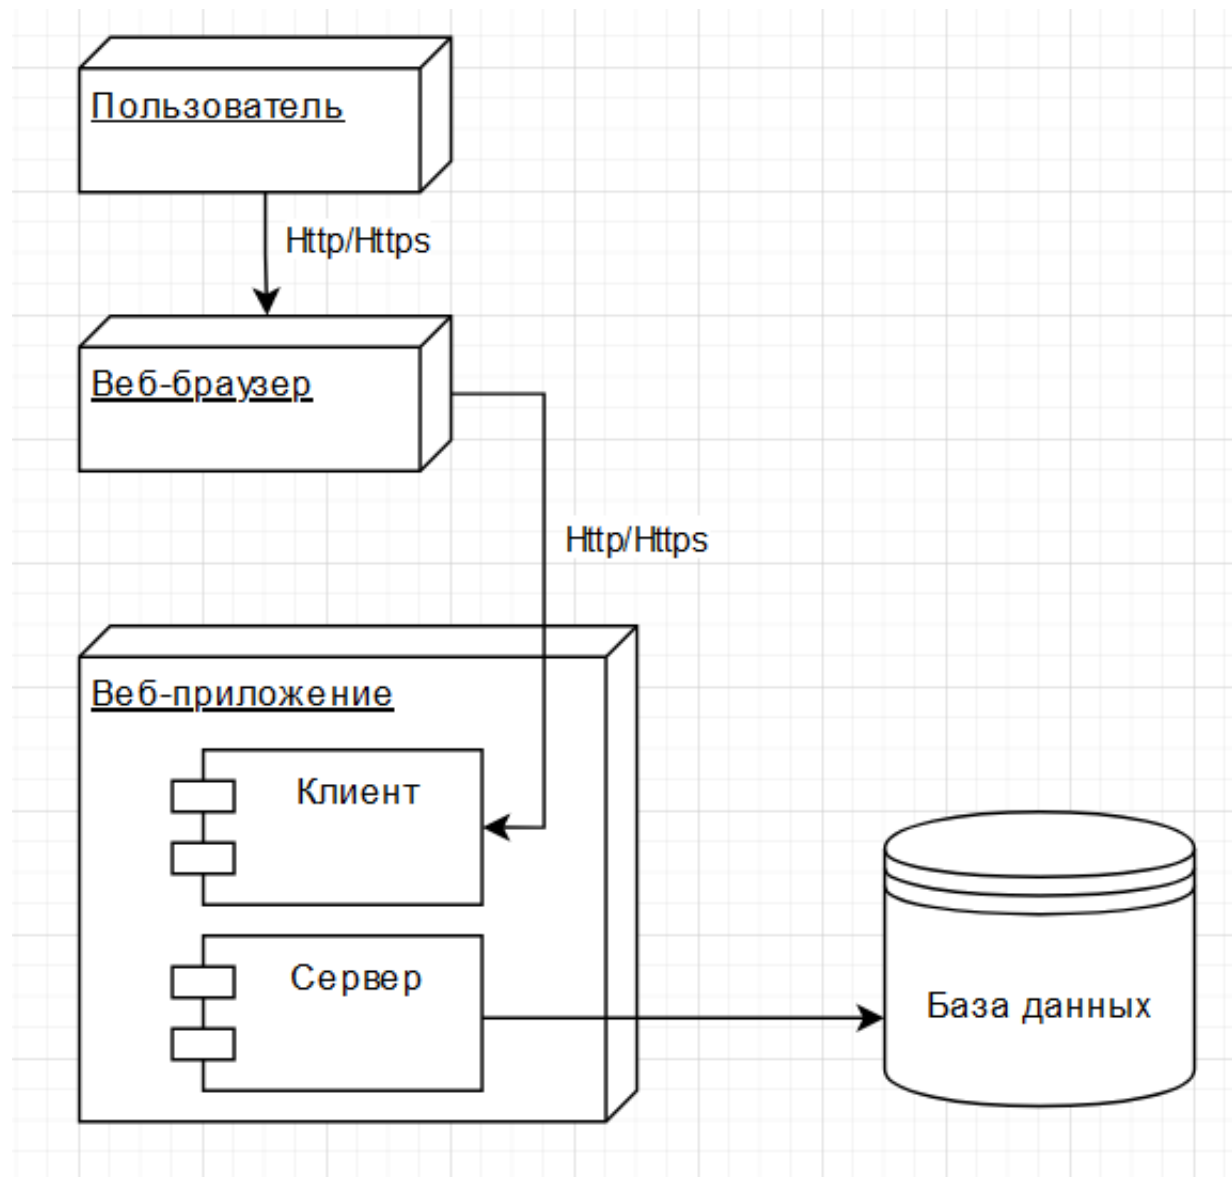 Пользователь
Http/Https
Веб-браузер
Http/Https
Веб-приложение
Клиент
Сервер
База данных